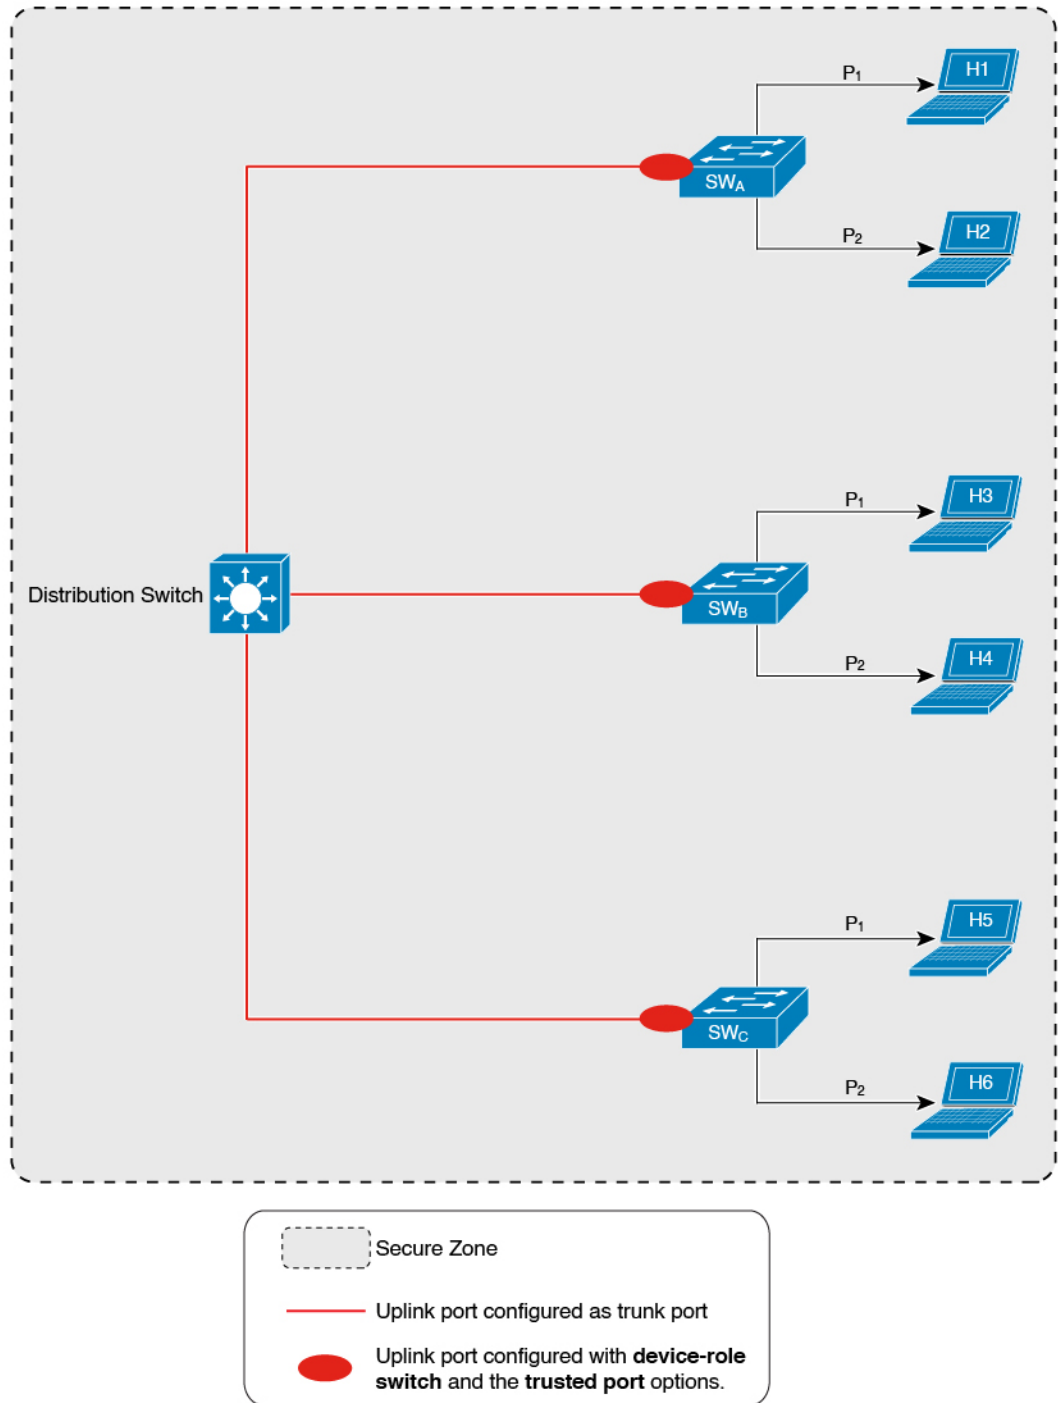 P₁
H1
SWA
P₂
H2
P₁
H3
Distribution Switch
SWB
P₂
H4
P₁
H5
SWC
P₂
H6
Secure Zone
Uplink port configured as trunk port
Uplink port configured with device-role
switch and the trusted port options.